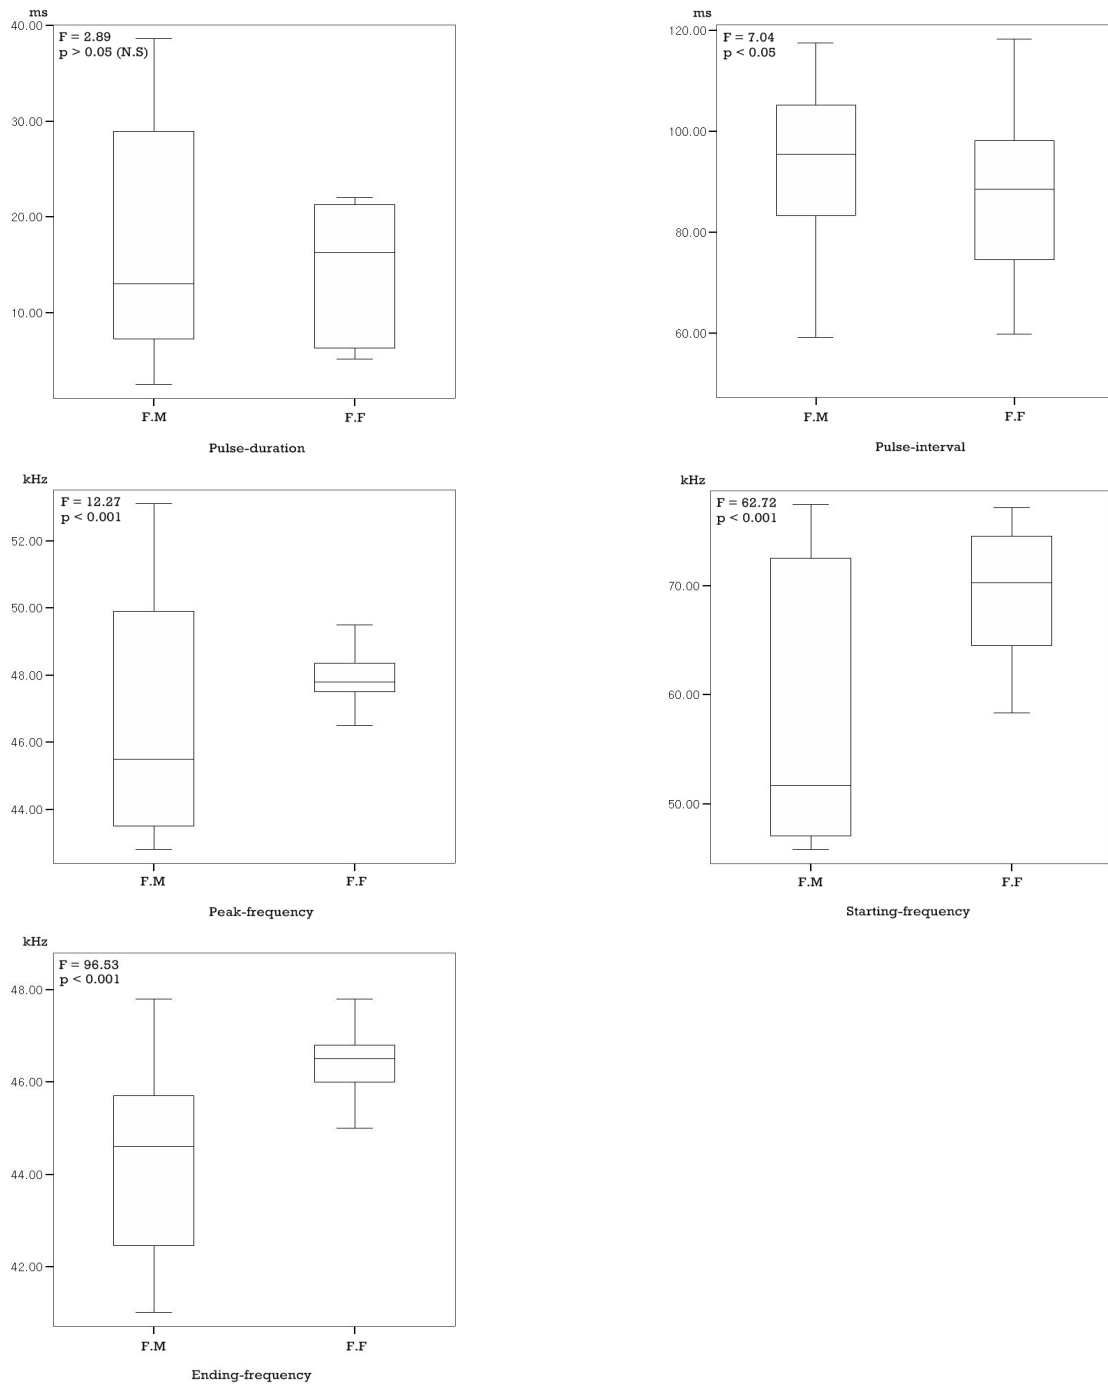 ms
40.00
F = 2.89
p > 0.05 (N.S)
30.00
20.00
10.00
F.M
F.F
Pulse-duration
ms
120.00
F = 7.04
p < 0.05
100.00
80.00
60.00
F.M
F.F
Pulse-interval
kHz
F = 12.27
p < 0.001
52.00
50.00
48.00
46.00
44.00
F.M
F.F
Peak-frequency
kHz
F = 62.72
p < 0.001
70.00
60.00
50.00
F.M
F.F
Starting-frequency
kHz
F = 96.53
p < 0.001
48.00
46.00
44.00
42.00
F.M
F.F
Ending-frequency